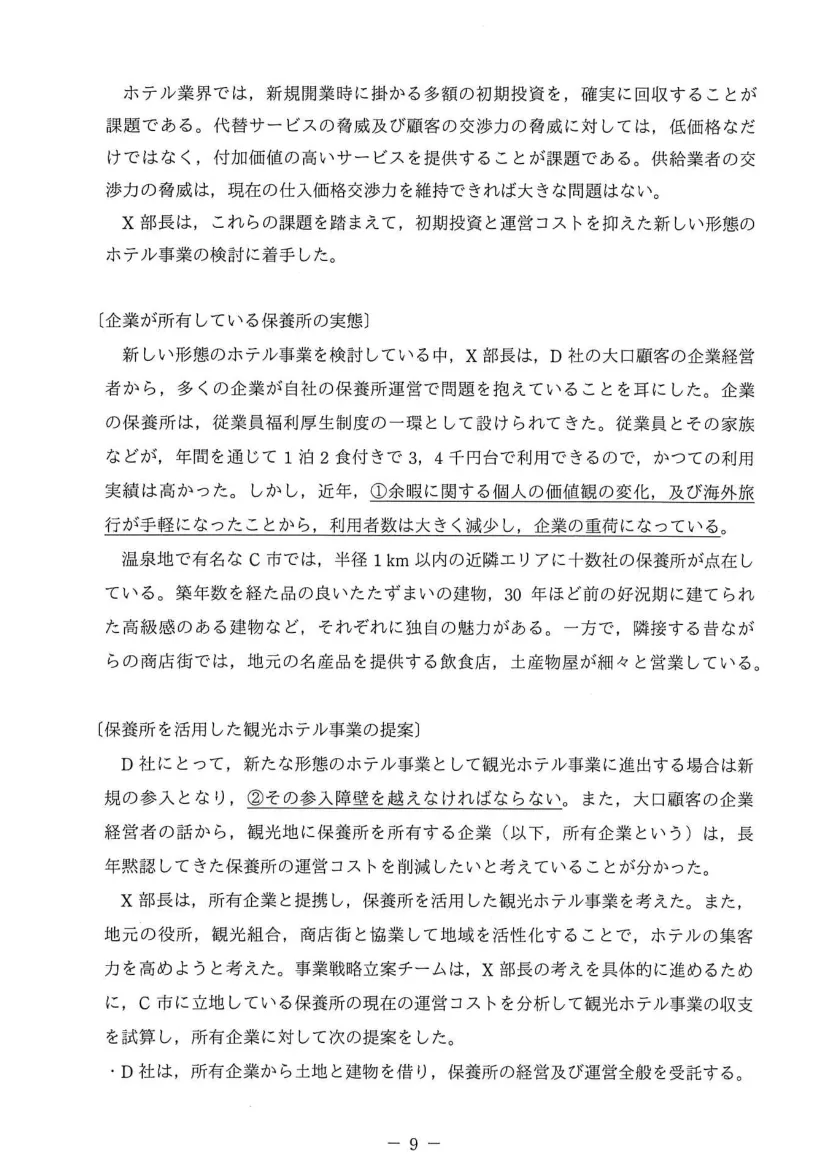 ホテル業界では，新規開業時に掛かる多額の初期投資を，確実に回収することが
課題である。代替サービスの脅威及び顧客の交渉力の脅威に対しては，低価格なだ
けではなく，付加価値の高いサービスを提供することが課題である。供給業者の交
渉力の脅威は，現在の仕入価格交渉力を維持できれば大きな問題はない。
X 部長は，これらの課題を踏まえて，初期投資と運営コストを抑えた新しい形態の
ホテル事業の検討に着手した。
〔企業が所有している保養所の実態〕
新しい形態のホテル事業を検討している中，X 部長は，D 社の大口顧客の企業経営
者から，多くの企業が自社の保養所運営で問題を抱えていることを耳にした。企業
の保養所は，従業員福利厚生制度の一環として設けられてきた。従業員とその家族
などが，年間を通じて 1 泊 2 食付きで 3，4 千円台で利用できるので，かつての利用
実績は高かった。しかし，近年，①余暇に関する個人の価値観の変化，及び海外旅
行が手軽になったことから，利用者数は大きく減少し，企業の重荷になっている。
温泉地で有名な C 市では，半径 1 km 以内の近隣エリアに十数社の保養所が点在し
ている。築年数を経た品の良いたたずまいの建物，30 年ほど前の好況期に建てられ
た高級感のある建物など，それぞれに独自の魅力がある。一方で，隣接する昔なが
らの商店街では，地元の名産品を提供する飲食店，土産物屋が細々と営業している。
〔保養所を活用した観光ホテル事業の提案〕
D 社にとって，新たな形態のホテル事業として観光ホテル事業に進出する場合は新
規の参入となり，②その参入障壁を越えなければならない。また，大口顧客の企業
経営者の話から，観光地に保養所を所有する企業（以下，所有企業という）は，長
年黙認してきた保養所の運営コストを削減したいと考えていることが分かった。
X 部長は，所有企業と提携し，保養所を活用した観光ホテル事業を考えた。また，
地元の役所，観光組合，商店街と協業して地域を活性化することで，ホテルの集客
力を高めようと考えた。事業戦略立案チームは，X 部長の考えを具体的に進めるため
に，C 市に立地している保養所の現在の運営コストを分析して観光ホテル事業の収支
を試算し，所有企業に対して次の提案をした。
・D 社は，所有企業から土地と建物を借り，保養所の経営及び運営全般を受託する。
－ 9 －